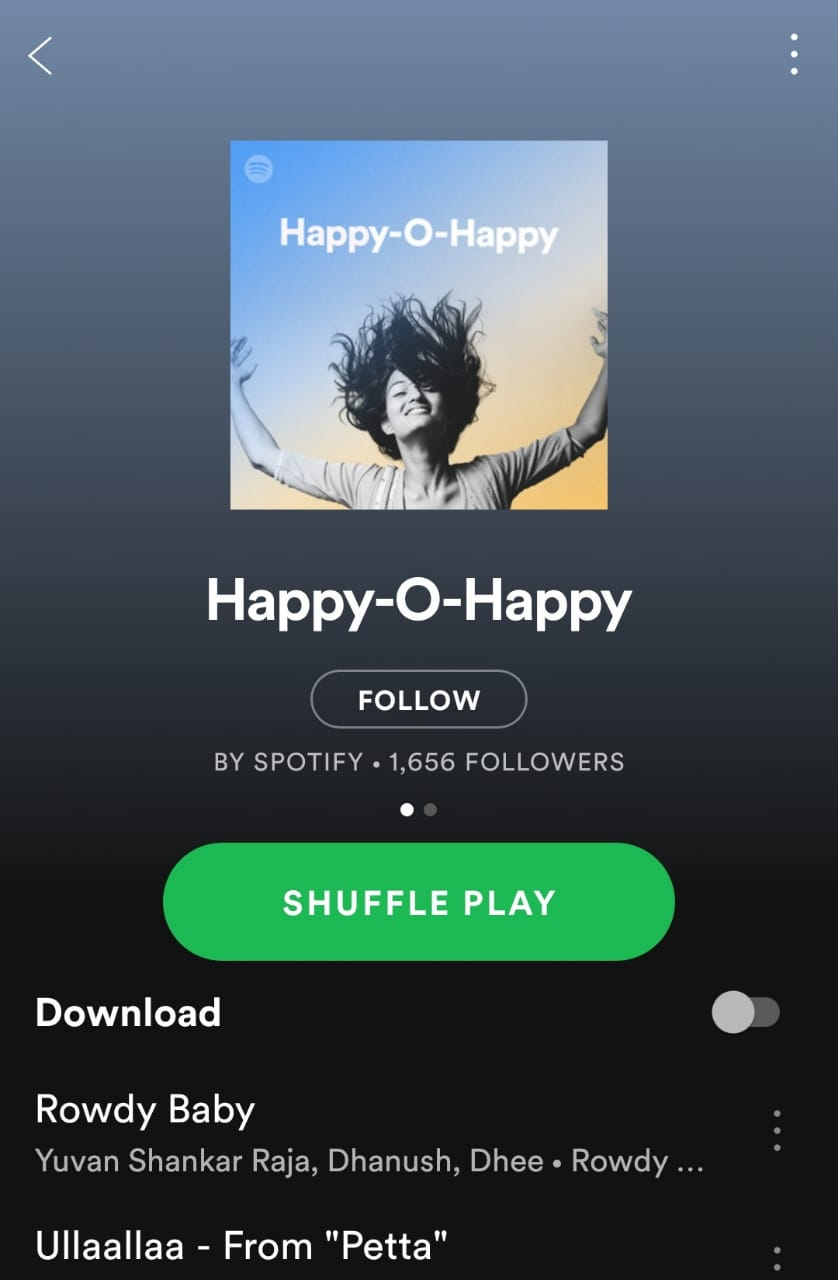 Happy-O-Happy
Happy-O-Happy
FOLLOW
BY SPOTIFY • 1,656 FOLLOWERS
SHUFFLE PLAY
Download
Rowdy Baby
Yuvan Shankar Raja, Dhanush, Dhee • Rowdy ...
Ullaallaa - From "Petta"